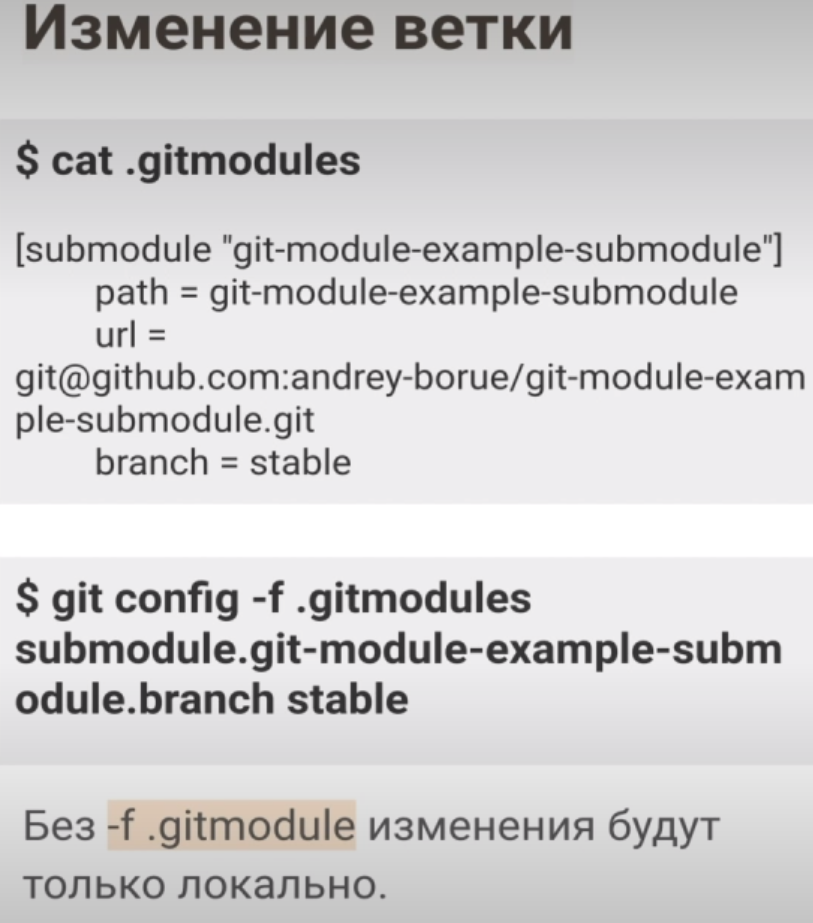 Изменение ветки
$ cat .gitmodules
[submodule "git-module-example-submodule"]
path = git-module-example-submodule
url =
git@github.com:andrey-borue/git-module-exam
ple-submodule.git
branch = stable
$ git config -f .gitmodules
submodule.git-module-example-subm
odule.branch stable
Без -f .gitmodule изменения будут
только локально.